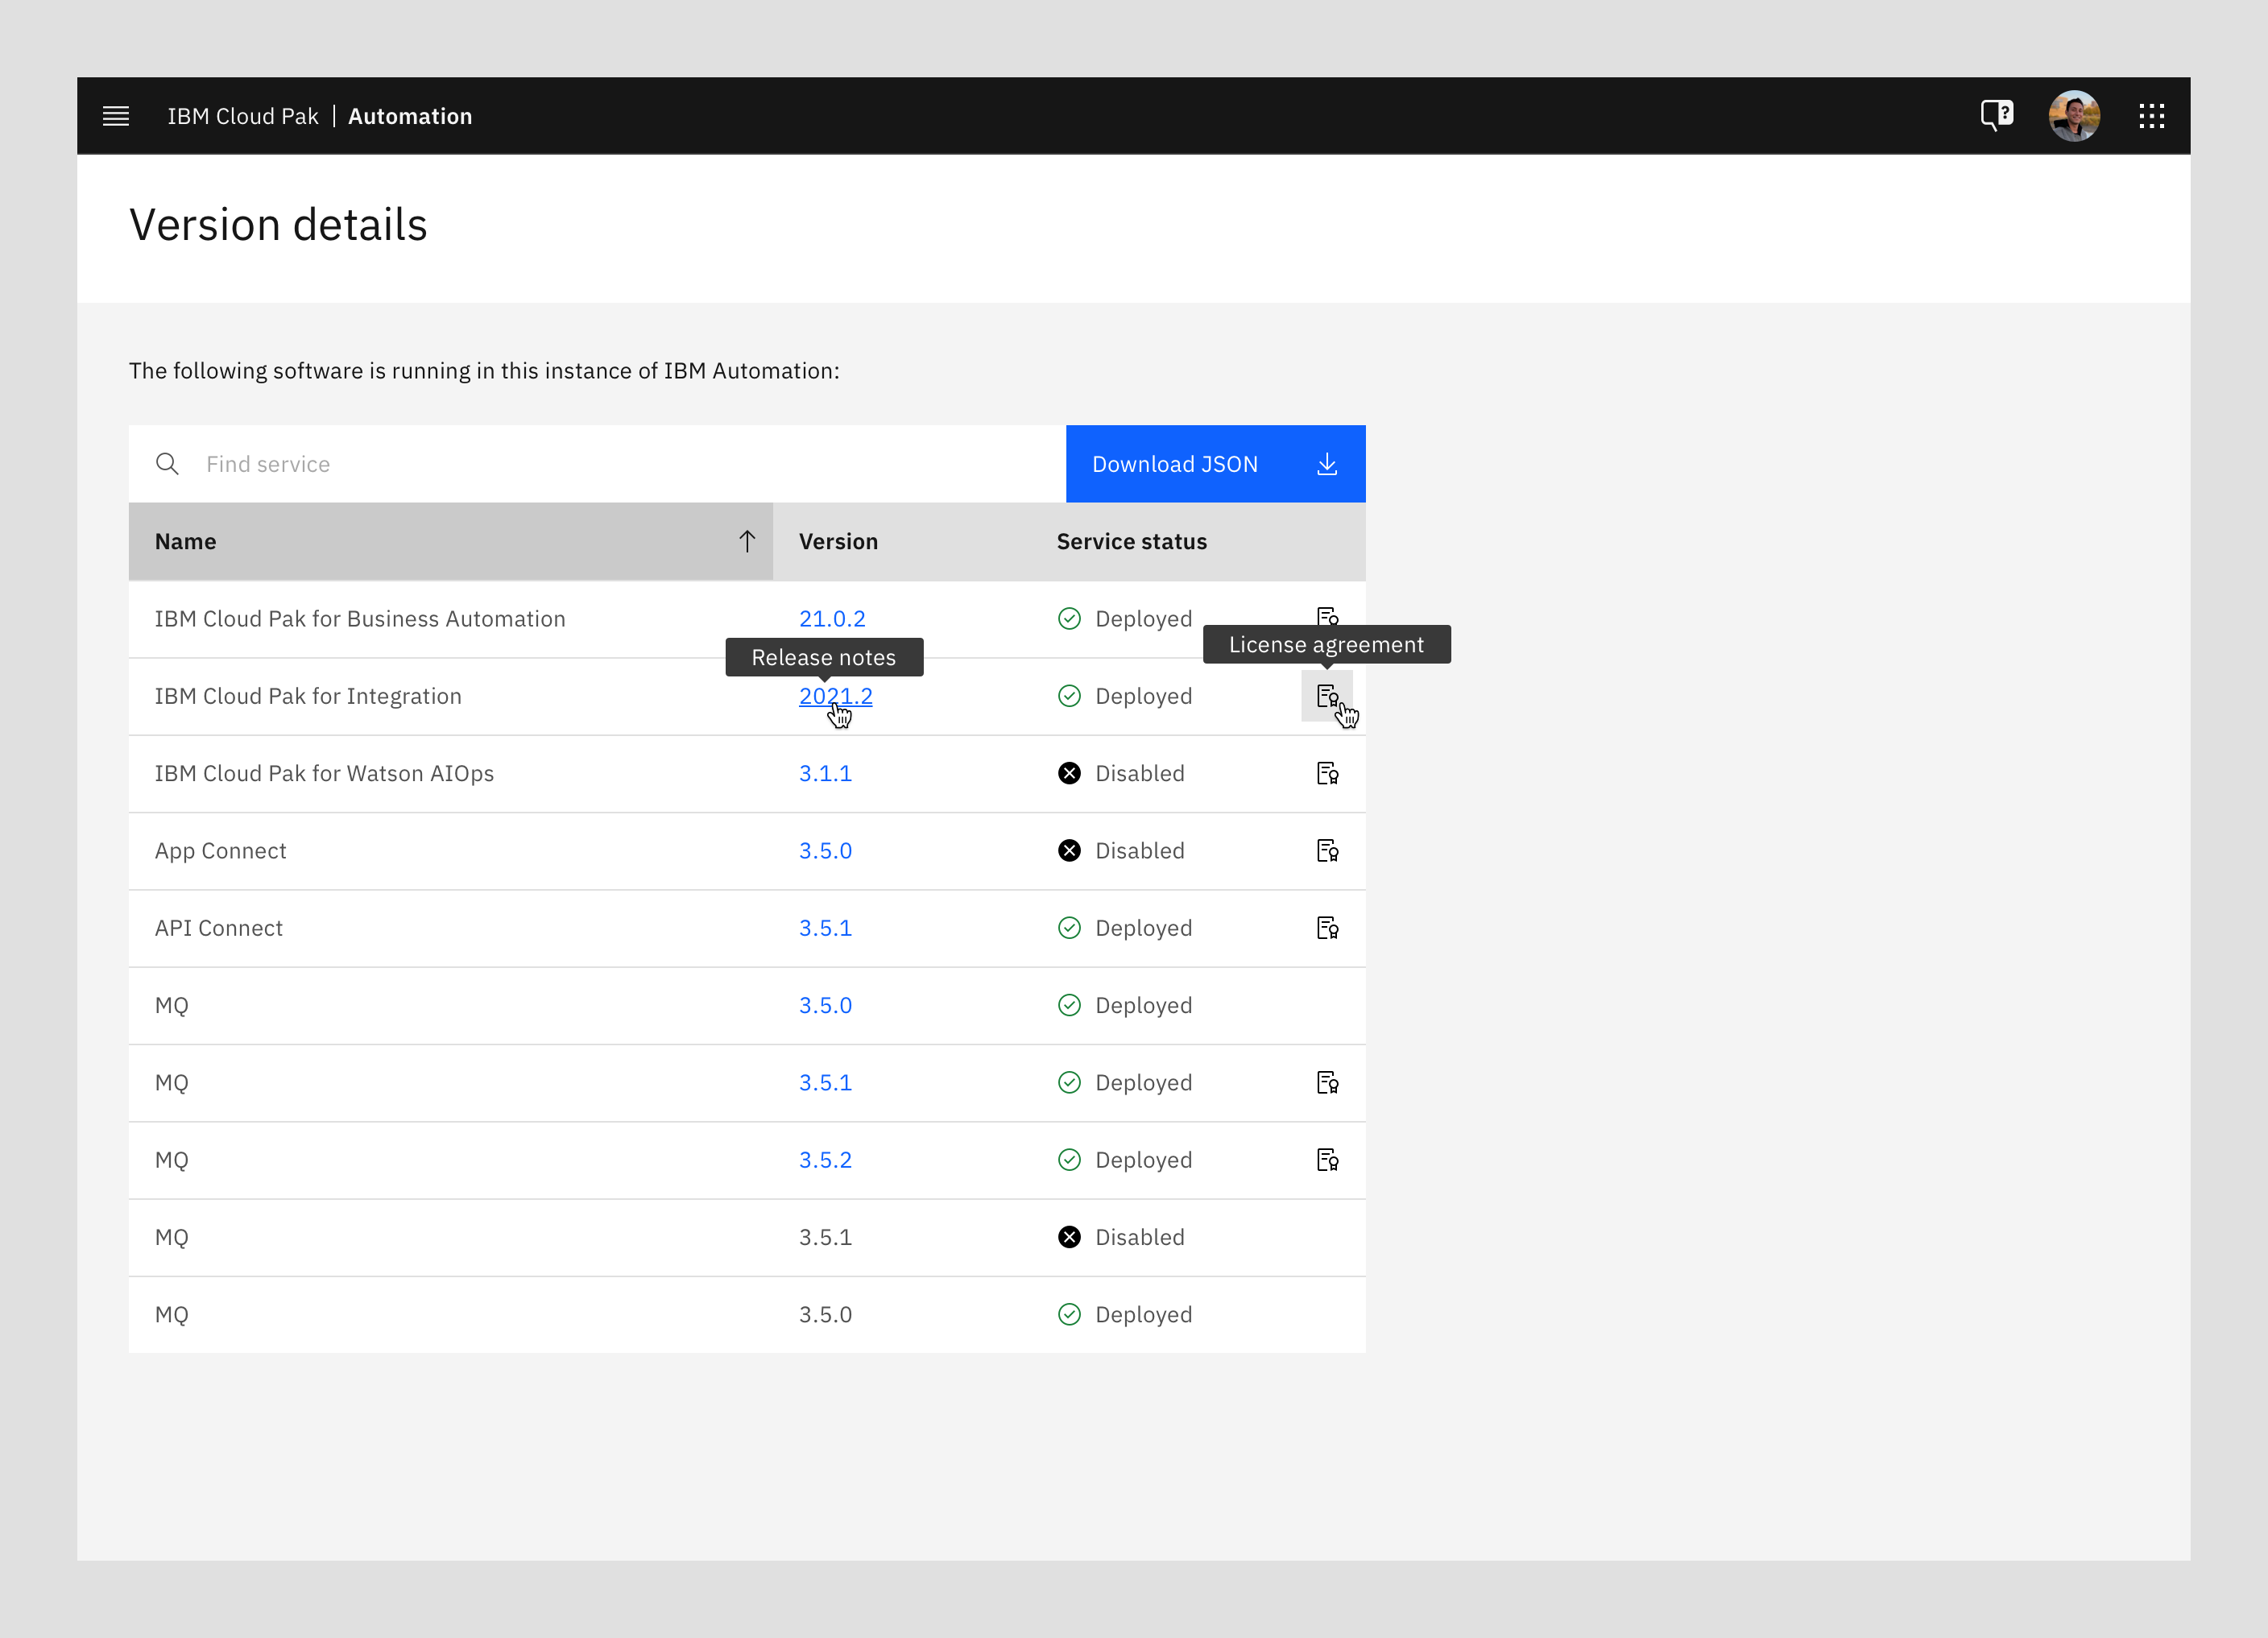 IBM Cloud Pak | Automation
Version details
The following software is running in this instance of IBM Automation:
Find service Download JSON
Name Version Service status
IBM Cloud Pak for Business Automation 21.0.2 Deployed
Release notes License agreement
IBM Cloud Pak for Integration 2021.2 Deployed
IBM Cloud Pak for Watson AIOps 3.1.1 Disabled
App Connect 3.5.0 Disabled
API Connect 3.5.1 Deployed
MQ 3.5.0 Deployed
MQ 3.5.1 Deployed
MQ 3.5.2 Deployed
MQ 3.5.1 Disabled
MQ 3.5.0 Deployed